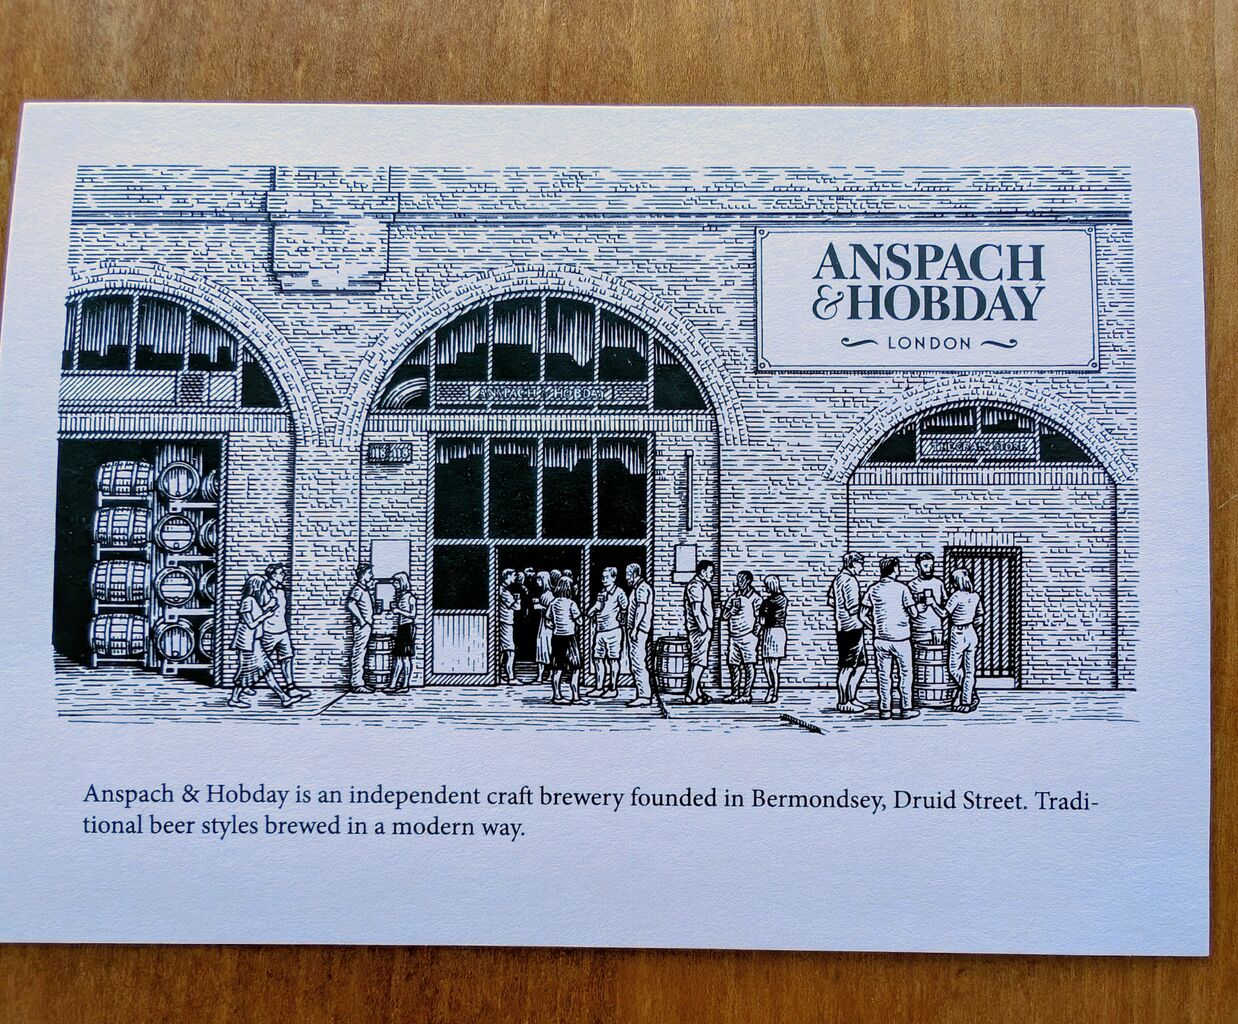 ANSPACH
& HOBDAY
LONDON
ANSPACH & HOBDAY
Anspach & Hobday is an independent craft brewery founded in Bermondsey, Druid Street. Tradi-
tional beer styles brewed in a modern way.